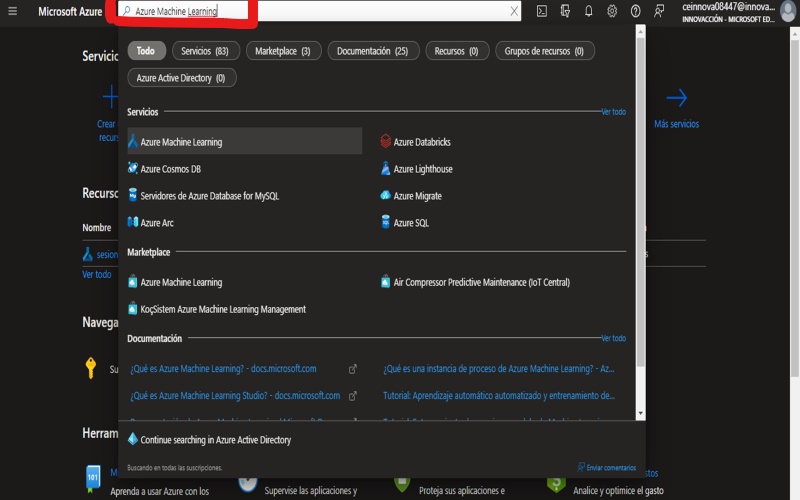 Microsoft Azure
Azure Machine Learning
ceinnova08447@innova...
INNOVACCIÓN - MICROSOFT ED...
Servicio
Todo
Servicios (83)
Marketplace (3)
Documentación (25)
Recursos (0)
Grupos de recursos (0)
Azure Active Directory (0)
Servicios
Ver todo
Crear
recurs
Más servicios
Azure Machine Learning
Azure Databricks
Azure Cosmos DB
Azure Lighthouse
Servidores de Azure Database for MySQL
Azure Migrate
Azure Arc
Azure SQL
Recurso
Nombre
sesion
Ver todo
Marketplace
Azure Machine Learning
Air Compressor Predictive Maintenance (IoT Central)
KoçSistem Azure Machine Learning Management
Navega
Su
Documentación
Ver todo
¿Qué es Azure Machine Learning? - docs.microsoft.com
¿Qué es una instancia de proceso de Azure Machine Learning? - Az...
¿Qué es Azure Machine Learning Studio? - docs.microsoft.com
Tutorial: Aprendizaje automático automatizado y entrenamiento de...
Continue searching in Azure Active Directory
Buscando en todas las suscripciones.
Enviar comentarios
Herram
101
M
Aprenda a usar Azure con los
Supervise las aplicaciones y
Proteja sus aplicaciones e
stos
Analice y optimice el gasto